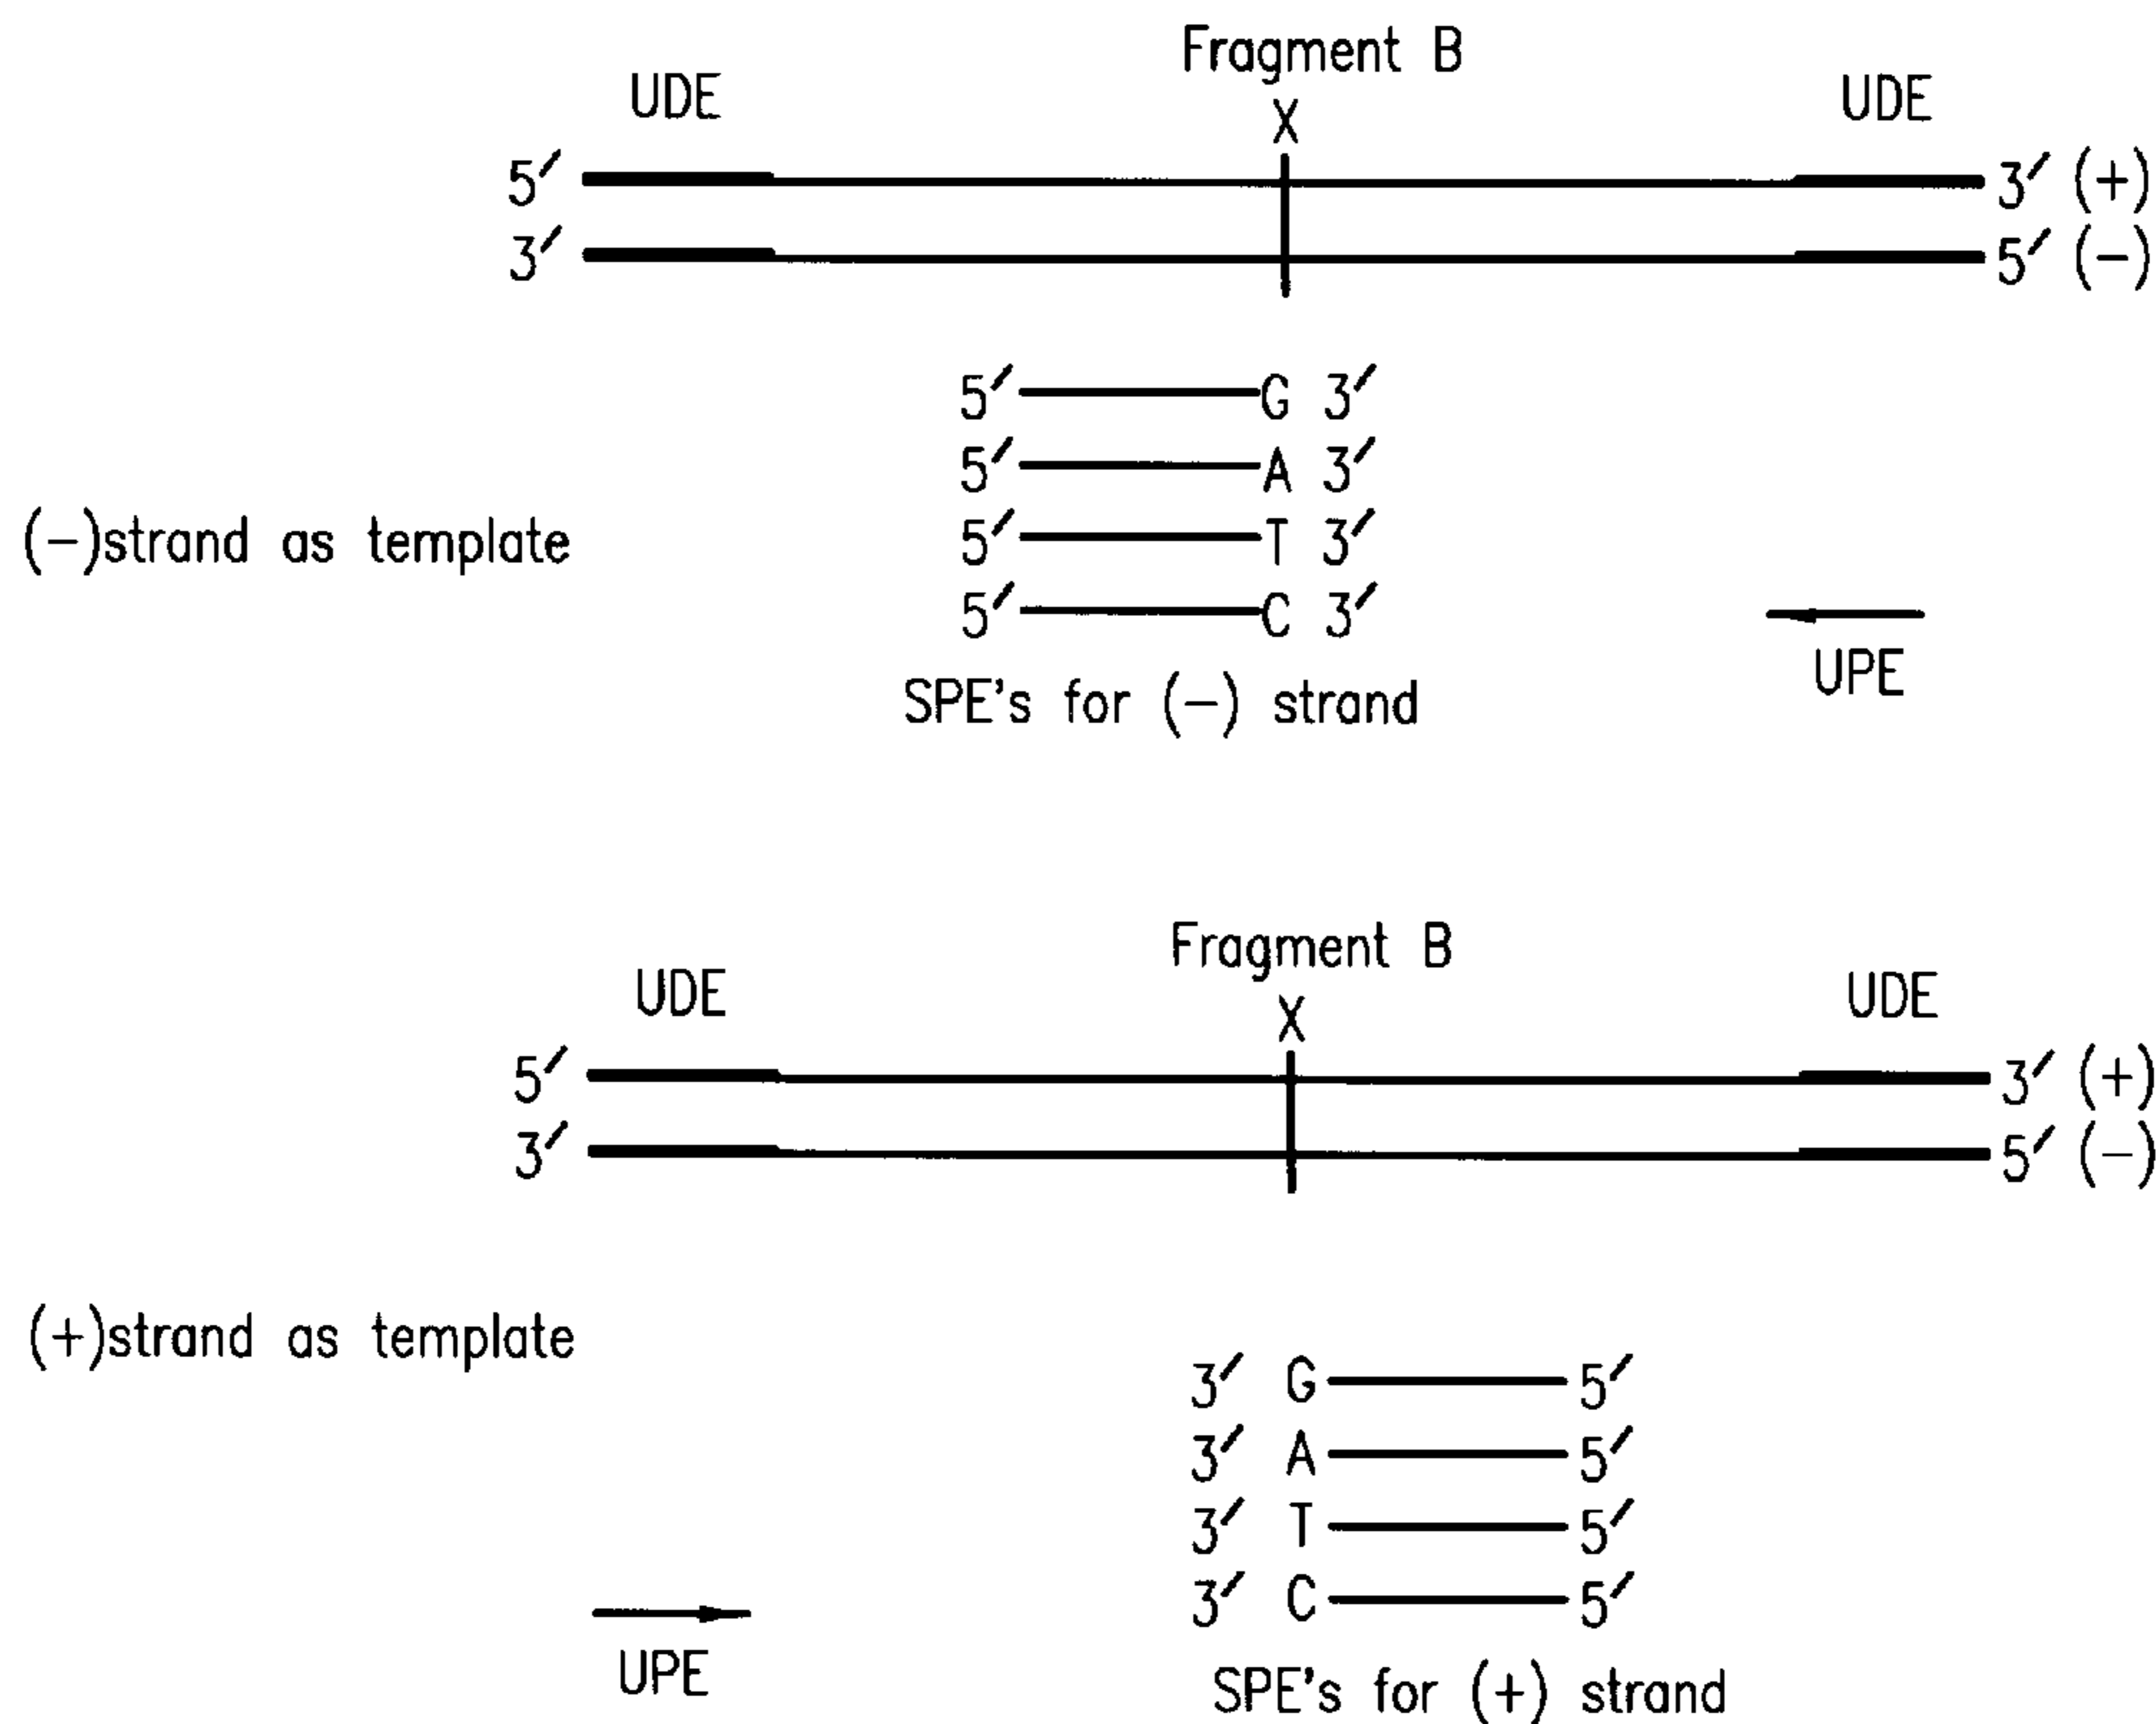 Fragment B
UDE X UDE
5′ 3′ (+)
3′ 5′ (−)
5′ G 3′
5′ A 3′
(−)strand as template
5′ T 3′
5′ C 3′
UPE
SPE's for (−) strand
Fragment B
UDE X UDE
5′ 3′ (+)
3′ 5′ (−)
(+)strand as template
3′ G 5′
3′ A 5′
3′ T 5′
3′ C 5′
UPE
SPE's for (+) strand